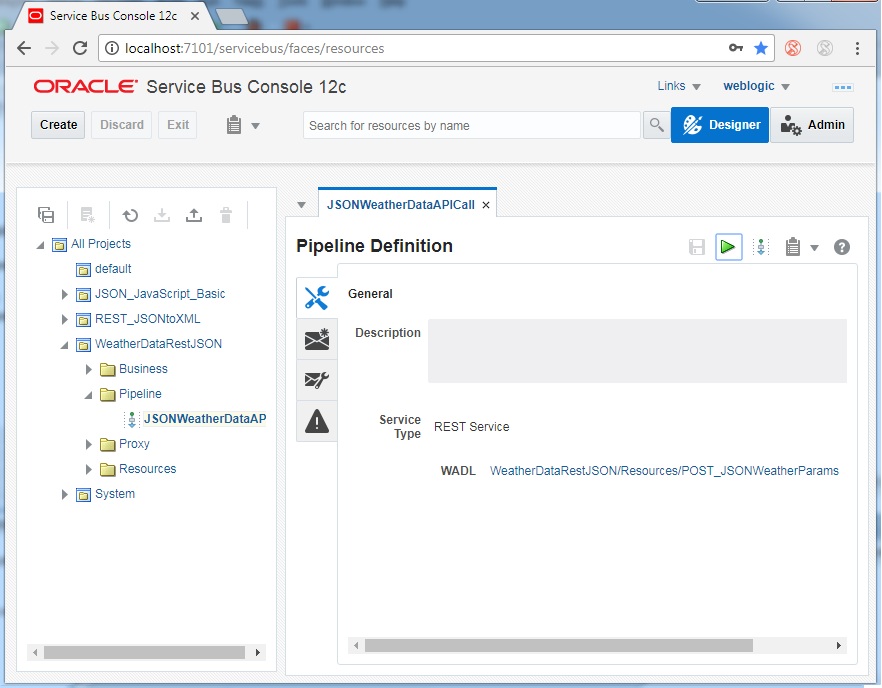 Service Bus Console 12c
localhost:7101/servicebus/faces/resources
ORACLE® Service Bus Console 12c
Links
weblogic
Create
Discard
Exit
Search for resources by name
Designer
Admin
All Projects
default
JSON_JavaScript_Basic
REST_JSONtoXML
WeatherDataRestJSON
Business
Pipeline
JSONWeatherDataAP
Proxy
Resources
System
JSONWeatherDataAPICall
Pipeline Definition
General
Description
Service
Type
REST Service
WADL
WeatherDataRestJSON/Resources/POST_JSONWeatherParams